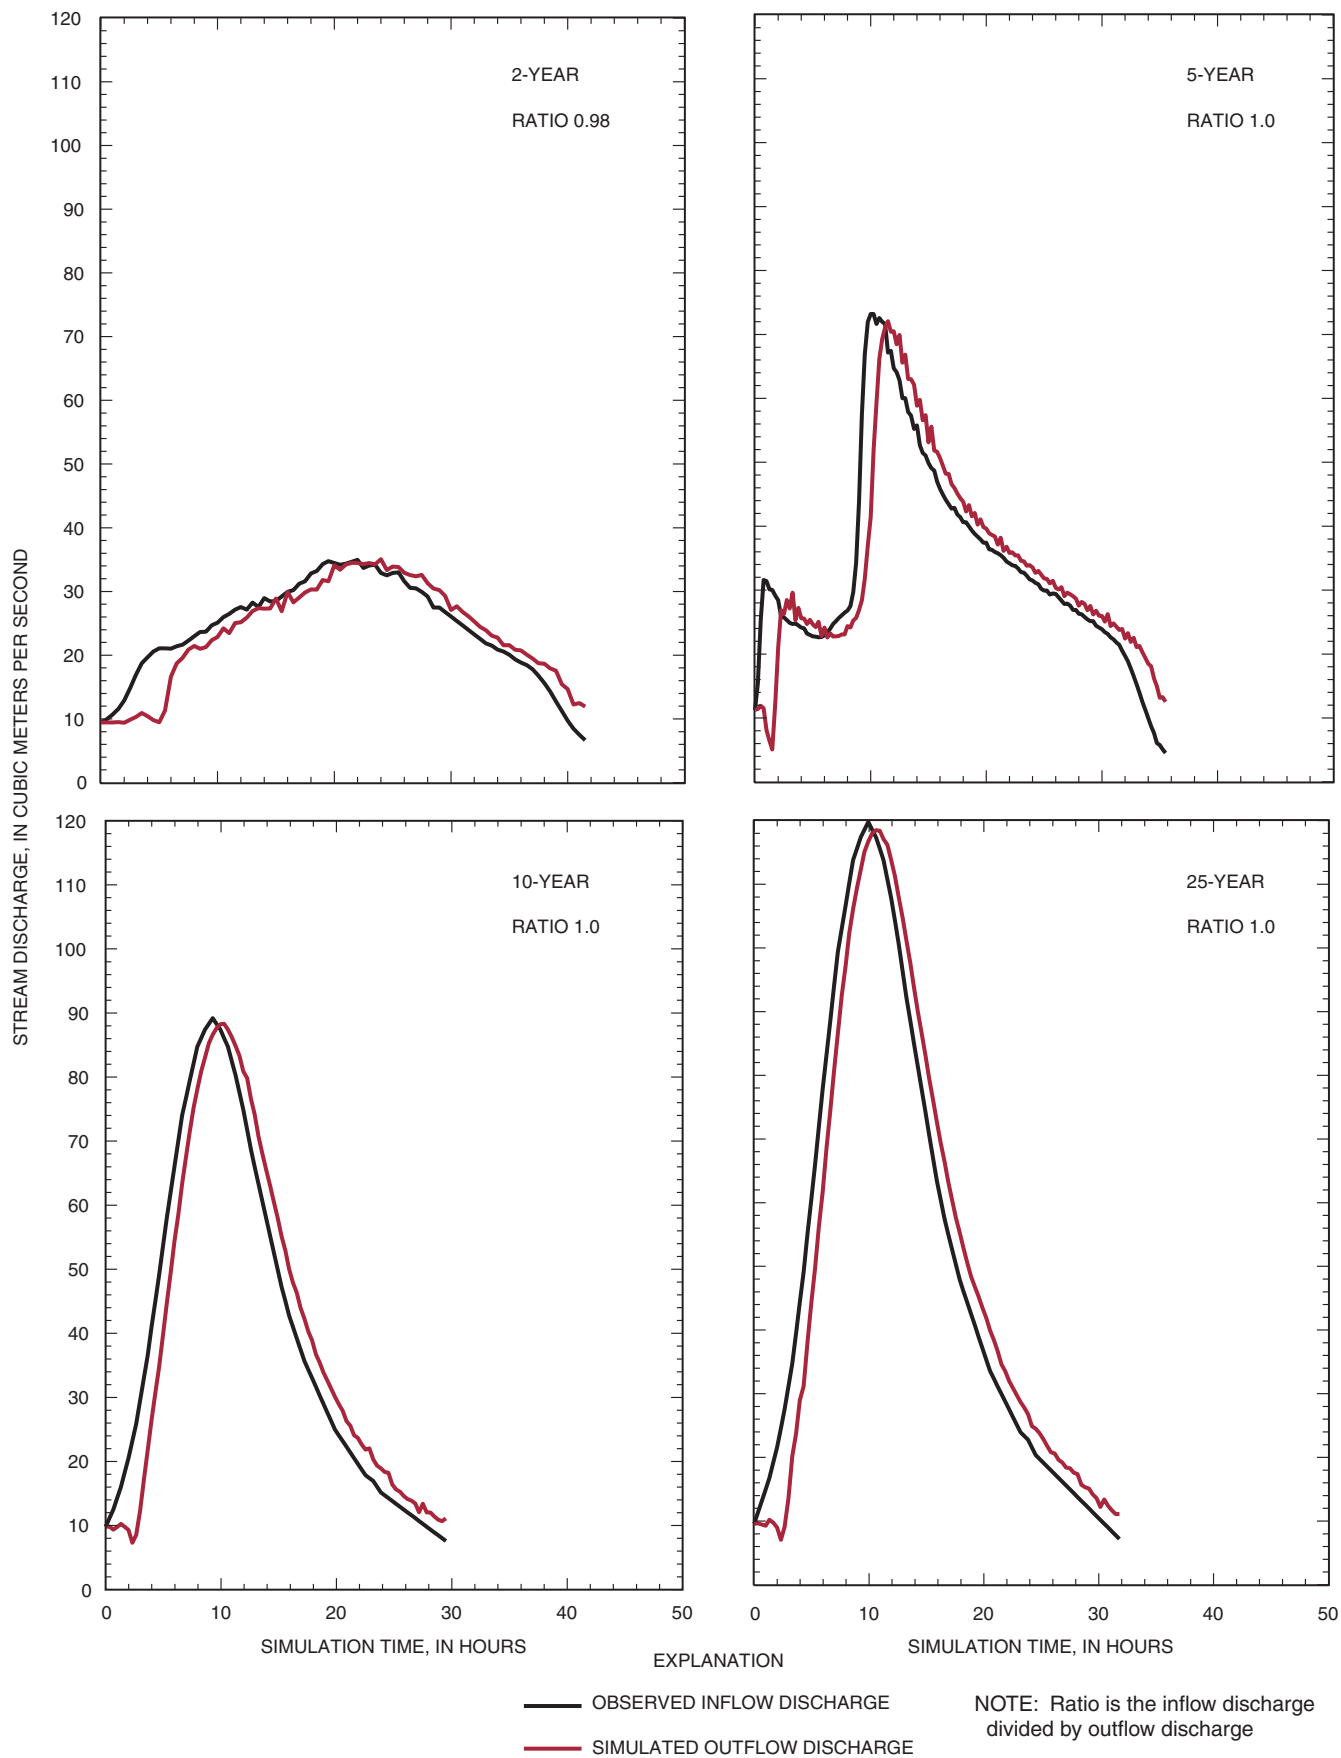 120
110
100
90
80
70
60
50
40
30
20
10
0
2-YEAR
RATIO 0.98
5-YEAR
RATIO 1.0
STREAM DISCHARGE, IN CUBIC METERS PER SECOND
120
110
100
90
80
70
60
50
40
30
20
10
0
10-YEAR
RATIO 1.0
25-YEAR
RATIO 1.0
0 10 20 30 40 50
0 10 20 30 40 50
SIMULATION TIME, IN HOURS
SIMULATION TIME, IN HOURS
EXPLANATION
OBSERVED INFLOW DISCHARGE
SIMULATED OUTFLOW DISCHARGE
NOTE: Ratio is the inflow discharge
divided by outflow discharge